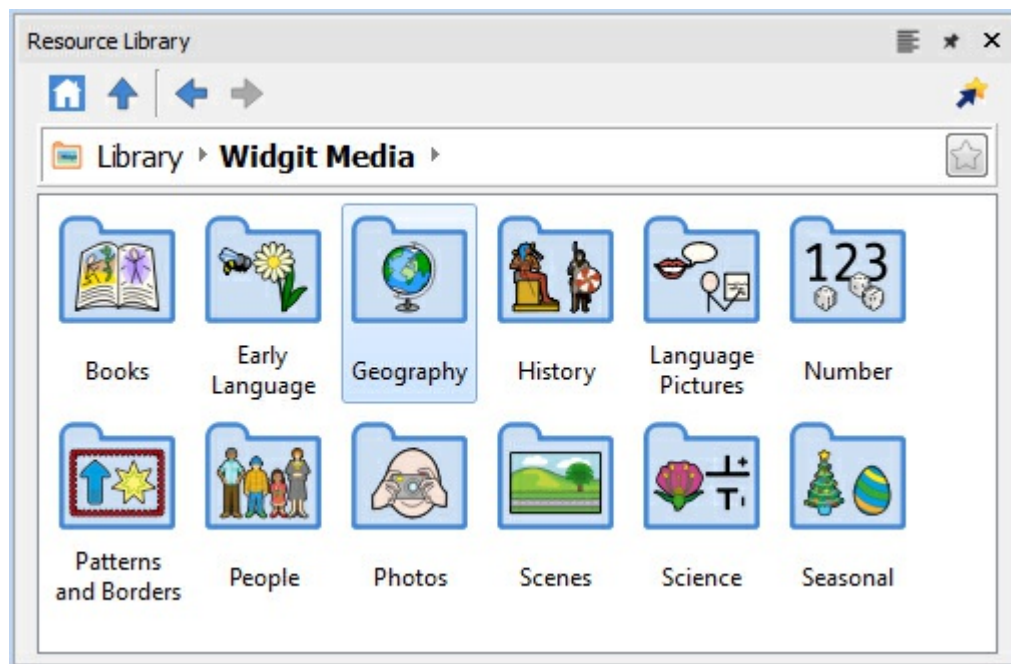 Resource Library
Library Widgit Media
Books
Early
Language
Geography
History
Language
Pictures
123
Number
Patterns
and Borders
People
Photos
Scenes
Science
Seasonal